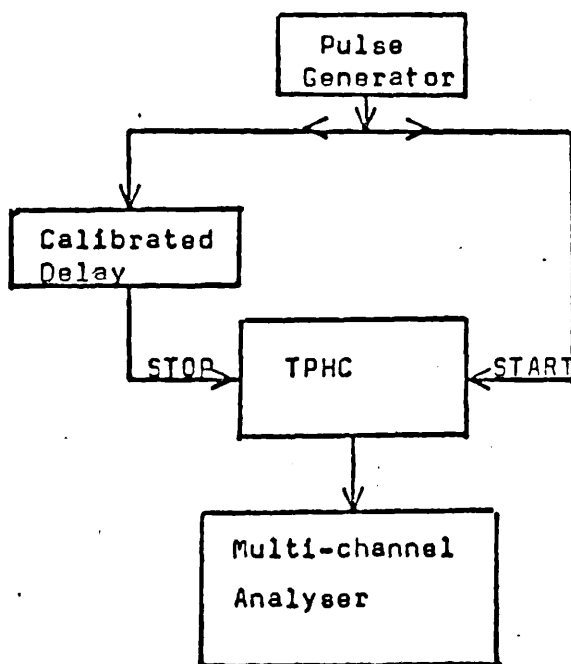 Pulse
Generator
Calibrated
Delay
STOP
TPHC
START
Multi-channel
Analyser